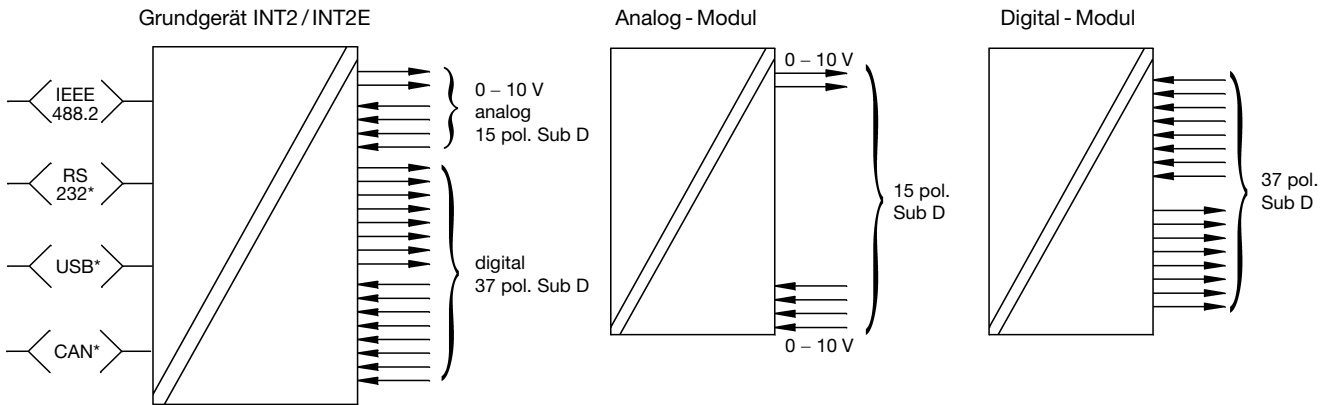 Grundgerät INT2 / INT2E
IEEE
488.2
RS
232*
USB*
CAN*
0 – 10 V
analog
15 pol. Sub D
digital
37 pol. Sub D
Analog - Modul
0 – 10 V
15 pol.
Sub D
0 – 10 V
Digital - Modul
37 pol.
Sub D